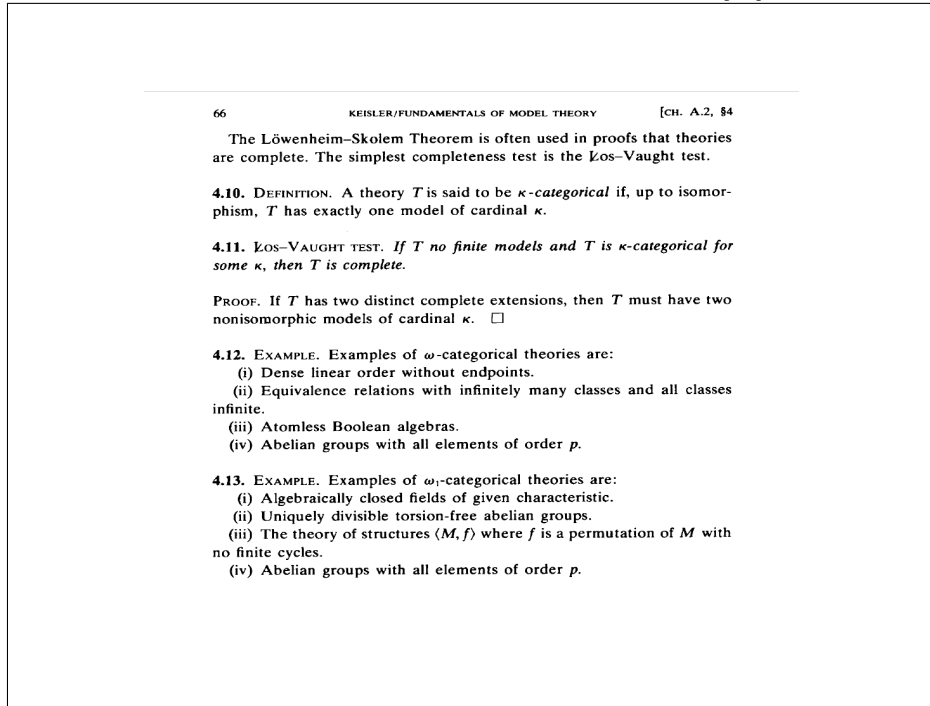 66 KEISLER/FUNDAMENTALS OF MODEL THEORY [CH. A.2, §4
The Löwenheim–Skolem Theorem is often used in proofs that theories
are complete. The simplest completeness test is the Łos–Vaught test.
4.10. DEFINITION. A theory T is said to be κ-categorical if, up to isomor-
phism, T has exactly one model of cardinal κ.
4.11. ŁOS–VAUGHT TEST. If T no finite models and T is κ-categorical for
some κ, then T is complete.
PROOF. If T has two distinct complete extensions, then T must have two
nonisomorphic models of cardinal κ. □
4.12. EXAMPLE. Examples of ω-categorical theories are:
(i) Dense linear order without endpoints.
(ii) Equivalence relations with infinitely many classes and all classes
infinite.
(iii) Atomless Boolean algebras.
(iv) Abelian groups with all elements of order p.
4.13. EXAMPLE. Examples of ω₁-categorical theories are:
(i) Algebraically closed fields of given characteristic.
(ii) Uniquely divisible torsion-free abelian groups.
(iii) The theory of structures ⟨M, f⟩ where f is a permutation of M with
no finite cycles.
(iv) Abelian groups with all elements of order p.